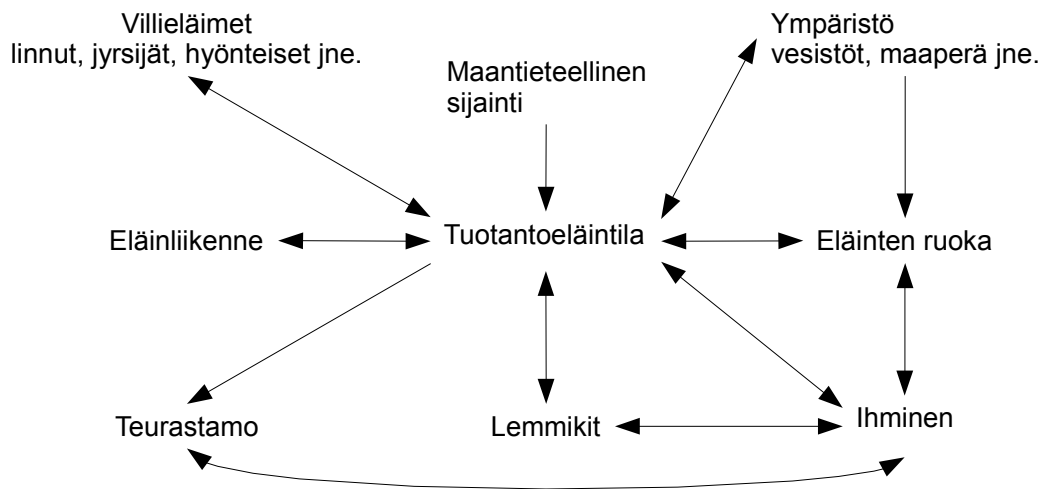 Villieläimet
linnut, jyrsijät, hyönteiset jne.
Maantieteellinen
sijainti
Ympäristö
vesistöt, maaperä jne.
Eläinliikenne
Tuotantoeläintila
Eläinten ruoka
Teurastamo
Lemmikit
Ihminen